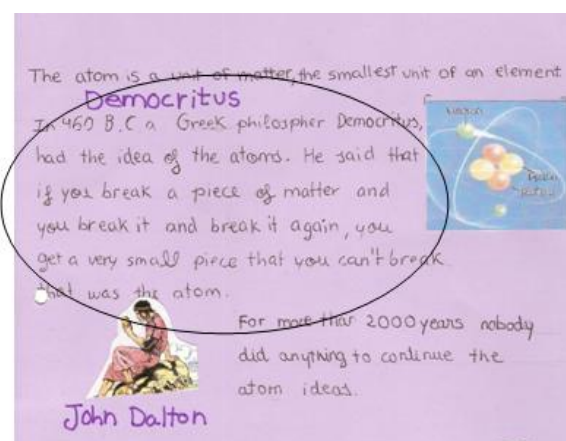 The atom is a unit of matter, the smallest unit of an element
Democritus
In 460 B.C a Greek philospher Democritus,
had the idea of the atoms. He said that
if you break a piece of matter and
you break it and break it again, you
get a very small piece that you can't break
that was the atom.
For more than 2000 years nobody
did anything to continue the
atom ideas.
John Dalton